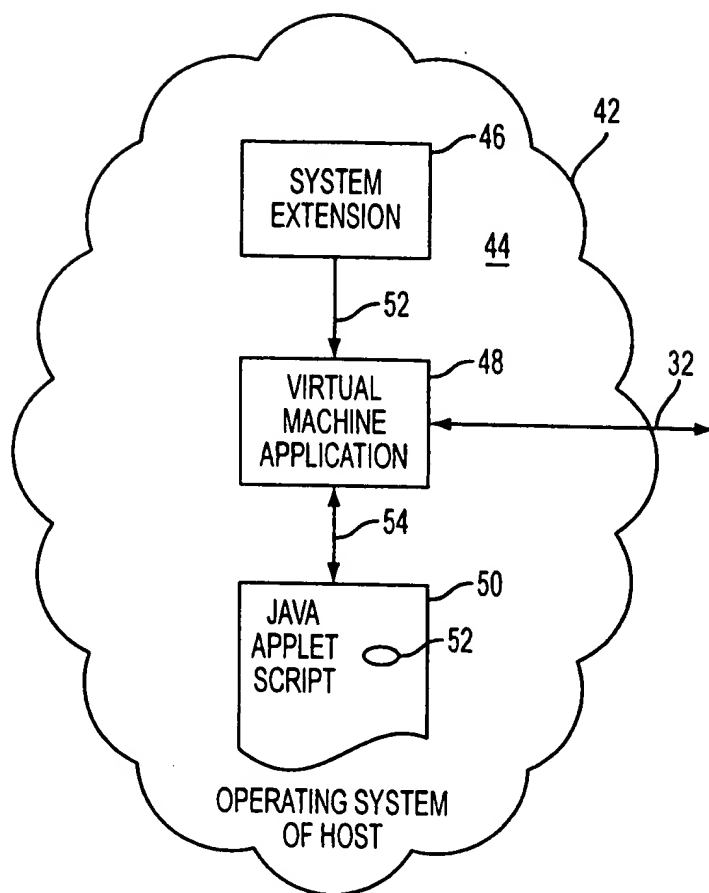 46
42
SYSTEM
EXTENSION
44
52
48
32
VIRTUAL
MACHINE
APPLICATION
54
50
JAVA
APPLET
SCRIPT
52
OPERATING SYSTEM
OF HOST